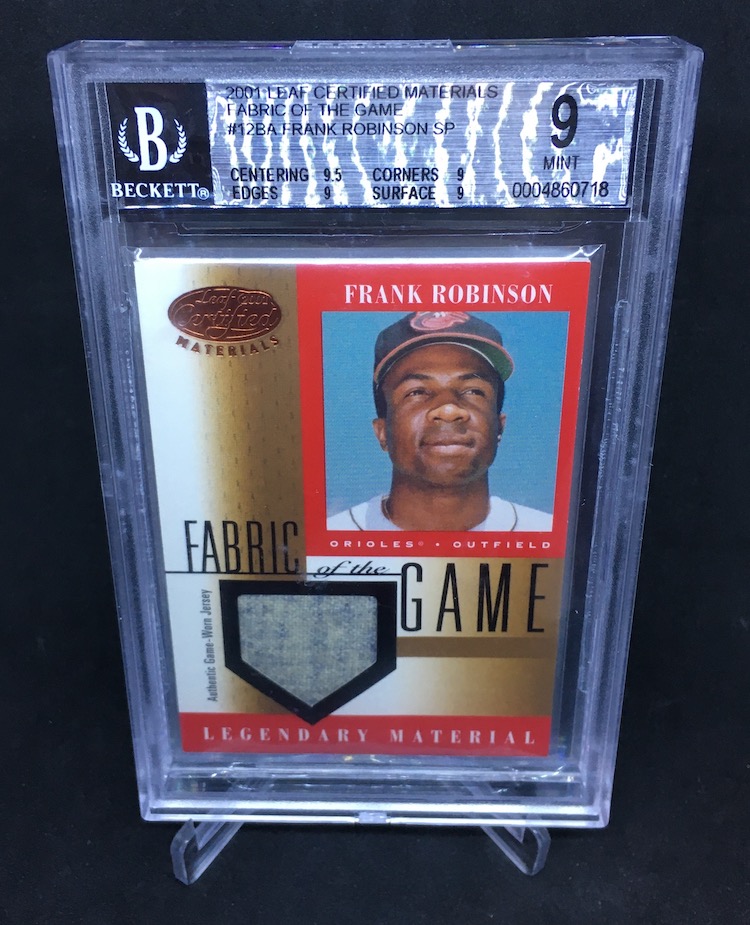 2001 LEAF CERTIFIED MATERIALS
FABRIC OF THE GAME
#12BA FRANK ROBINSON SP
CENTERING 9.5 CORNERS 9
EDGES 9 SURFACE 9
9
MINT
0004860718
B
BECKETT®
Leaf
Certified
MATERIALS
FRANK ROBINSON
ORIOLES® • OUTFIELD
FABRIC
of the
GAME
Authentic Game-Worn Jersey
LEGENDARY MATERIAL